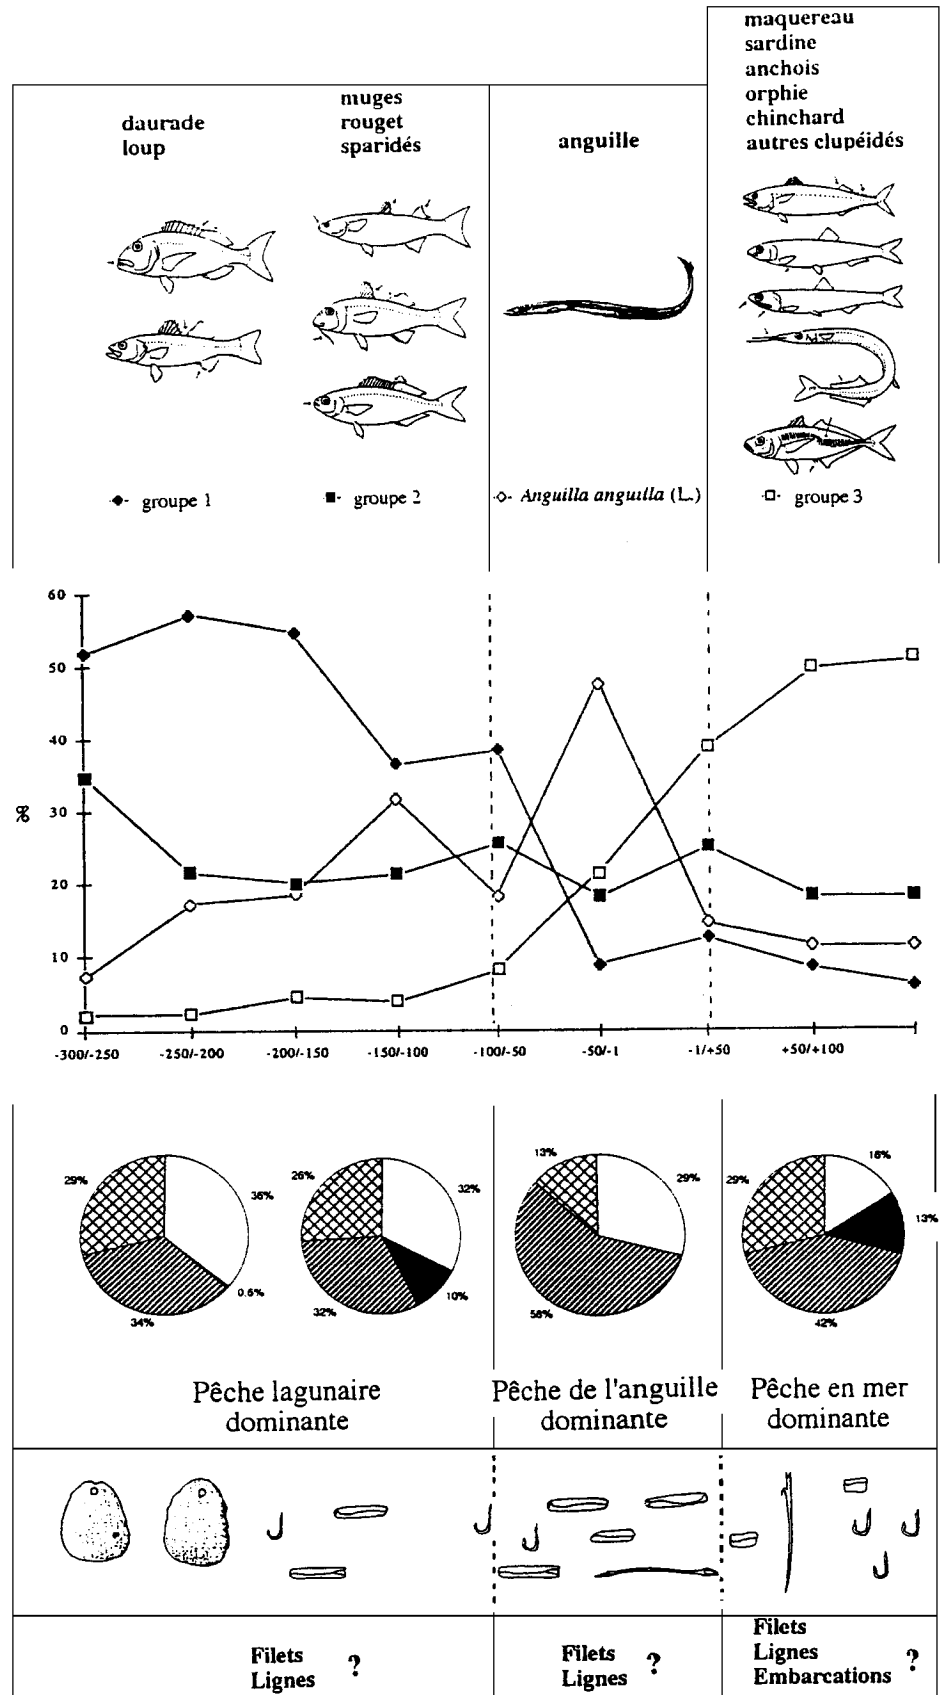 daurade
loup
muges
rouget
sparidés
anguille
maquereau
sardine
anchois
orphie
chinchard
autres clupéidés
groupe 1
groupe 2
Anguilla anguilla (L.)
groupe 3
60
50
40
30
20
10
0
%
-300/-250
-250/-200
-200/-150
-150/-100
-100/-50
-50/-1
-1/+50
+50/+100
29%
36%
0.6%
34%
26%
32%
10%
32%
13%
29%
58%
29%
16%
13%
42%
Pêche lagunaire
dominante
Pêche de l'anguille
dominante
Pêche en mer
dominante
Filets
Lignes
?
Filets
Lignes
?
Filets
Lignes
Embarcations
?